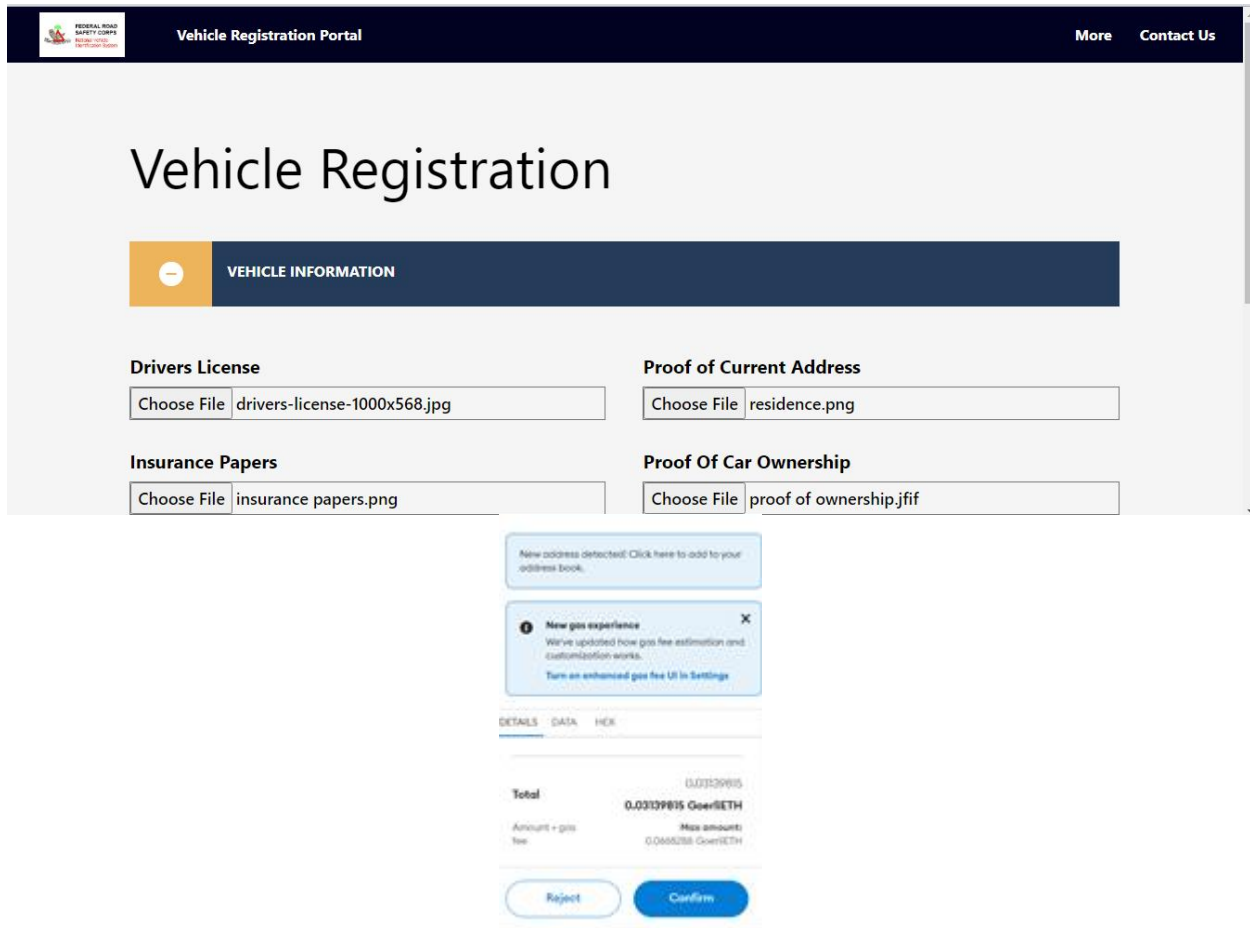 FEDERAL ROAD
SAFETY CORPS
Vehicle Registration Portal
More
Contact Us
Vehicle Registration
VEHICLE INFORMATION
Drivers License
Proof of Current Address
Choose File drivers-license-1000x568.jpg
Choose File residence.png
Insurance Papers
Proof Of Car Ownership
Choose File insurance papers.png
Choose File proof of ownership.jfif
New address detected! Click here to add to your
address book.
New gas experience
We've updated how gas fee estimation and
customization works.
Turn on enhanced gas fee UI in Settings
DETAILS DATA HEX
0.03139815
Total
0.03139815 GoerliETH
Amount + gas
fee
Max amount:
GoerliETH
Reject
Confirm